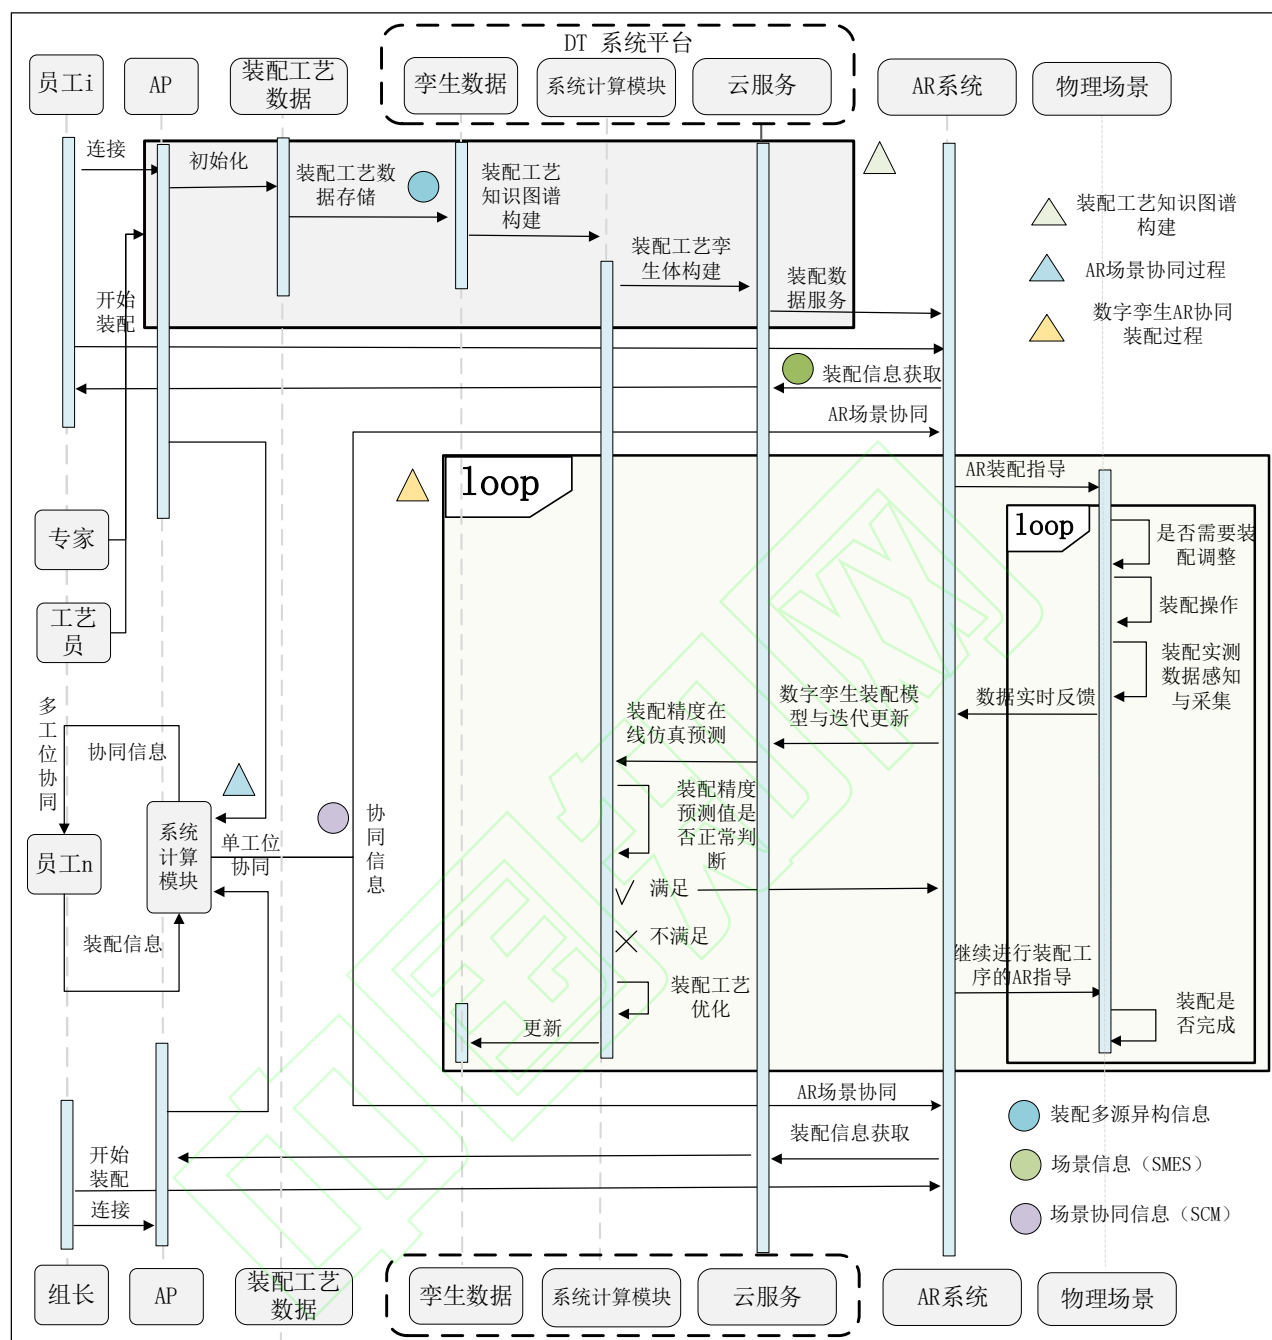 DT 系统平台
员工i
AP
装配工艺
数据
孪生数据
系统计算模块
云服务
AR系统
物理场景
连接
初始化
装配工艺数
据存储
装配工艺
知识图谱
构建
装配工艺孪
生体构建
装配数
据服务
装配工艺知识图谱
构建
AR场景协同过程
数字孪生AR协同
装配过程
开始
装配
装配信息获取
AR场景协同
loop
AR装配指导
loop
是否需要装
配调整
装配操作
装配实测
数据感知
与采集
数据实时反馈
数字孪生装配模
型与迭代更新
装配精度在
线仿真预测
装配精度
预测值是
否正常判
断
满足
不满足
装配工艺
优化
更新
继续进行装配工
序的AR指导
装配是
否完成
专家
工艺
员
多工位协同
协同信息
员工n
系统
计算
模块
单工位
协同
协同信息
装配信息
AR场景协同
装配信息获取
开始
装配
连接
装配多源异构信息
场景信息（SMES）
场景协同信息（SCM）
组长
AP
装配工艺
数据
孪生数据
系统计算模块
云服务
AR系统
物理场景